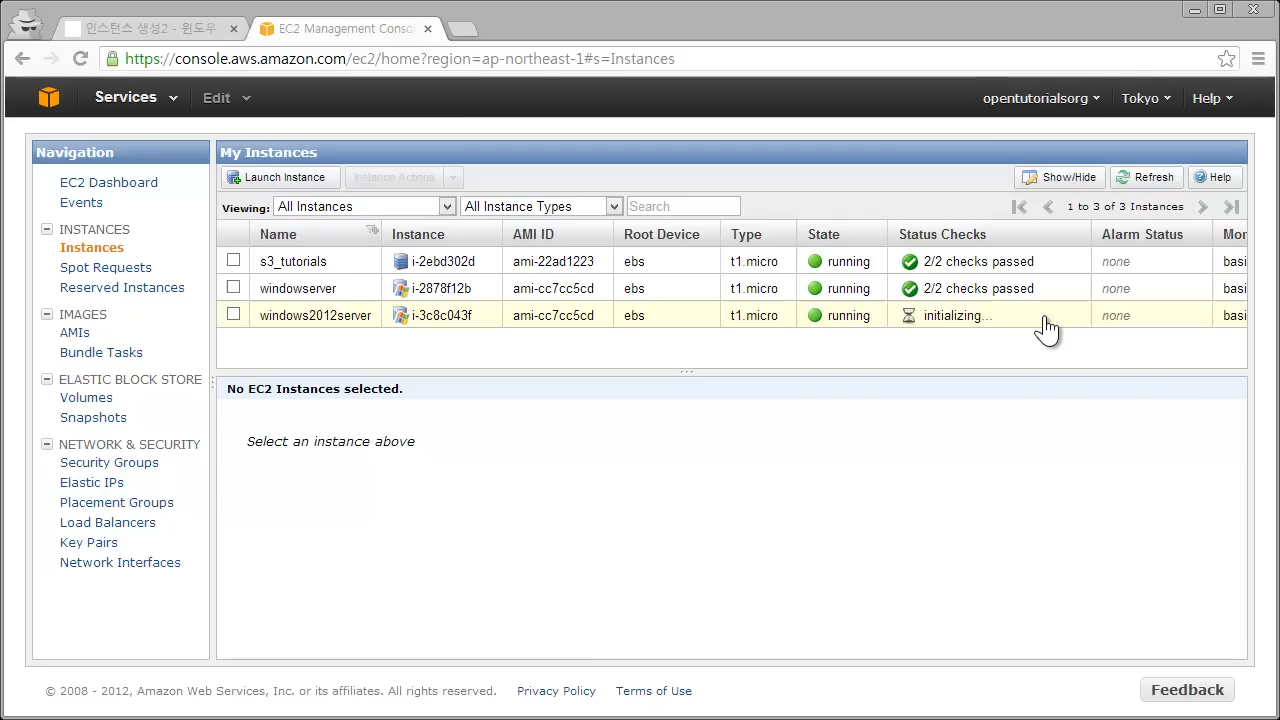 인스턴스 생성2 - 윈도우
EC2 Management Conso
https://console.aws.amazon.com/ec2/home?region=ap-northeast-1#s=Instances
Services Edit opentutorialsorg Tokyo Help
Navigation
EC2 Dashboard
Events
INSTANCES
Instances
Spot Requests
Reserved Instances
IMAGES
AMIs
Bundle Tasks
ELASTIC BLOCK STORE
Volumes
Snapshots
NETWORK & SECURITY
Security Groups
Elastic IPs
Placement Groups
Load Balancers
Key Pairs
Network Interfaces
My Instances
Launch Instance Instance Actions Show/Hide Refresh Help
Viewing: All Instances All Instance Types Search 1 to 3 of 3 Instances
Name Instance AMI ID Root Device Type State Status Checks Alarm Status Mon
s3_tutorials i-2ebd302d ami-22ad1223 ebs t1.micro running 2/2 checks passed none basi
windowserver i-2878f12b ami-cc7cc5cd ebs t1.micro running 2/2 checks passed none basi
windows2012server i-3c8c043f ami-cc7cc5cd ebs t1.micro running initializing... none basi
No EC2 Instances selected.
Select an instance above
© 2008 - 2012, Amazon Web Services, Inc. or its affiliates. All rights reserved. Privacy Policy Terms of Use
Feedback